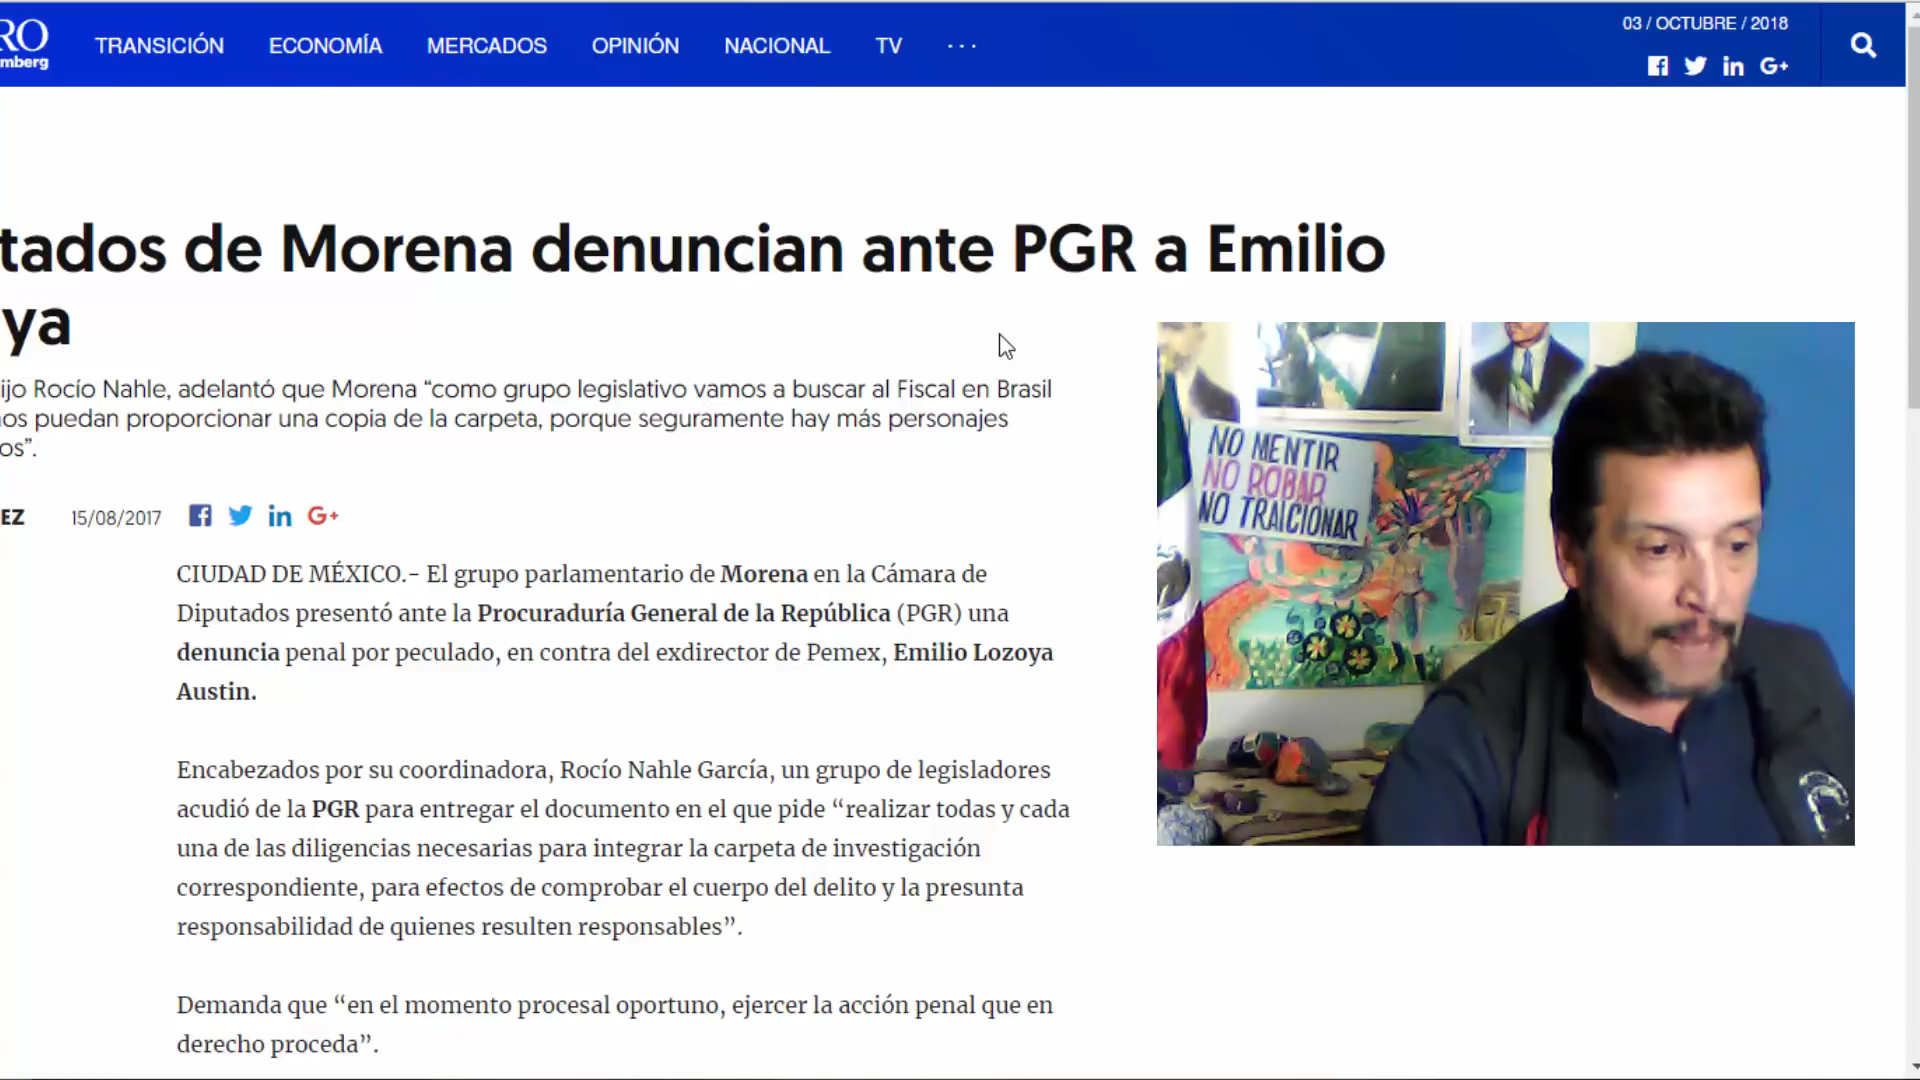 RO
mberg
TRANSICIÓN ECONOMÍA MERCADOS OPINIÓN NACIONAL TV ...
03 / OCTUBRE / 2018
tados de Morena denuncian ante PGR a Emilio
ya
ijo Rocío Nahle, adelantó que Morena “como grupo legislativo vamos a buscar al Fiscal en Brasil
nos puedan proporcionar una copia de la carpeta, porque seguramente hay más personajes
os”.
EZ 15/08/2017
CIUDAD DE MÉXICO.- El grupo parlamentario de Morena en la Cámara de
Diputados presentó ante la Procuraduría General de la República (PGR) una
denuncia penal por peculado, en contra del exdirector de Pemex, Emilio Lozoya
Austin.
Encabezados por su coordinadora, Rocío Nahle García, un grupo de legisladores
acudió de la PGR para entregar el documento en el que pide “realizar todas y cada
una de las diligencias necesarias para integrar la carpeta de investigación
correspondiente, para efectos de comprobar el cuerpo del delito y la presunta
responsabilidad de quienes resulten responsables”.
Demanda que “en el momento procesal oportuno, ejercer la acción penal que en
derecho proceda”.
NO MENTIR
NO ROBAR
NO TRAICIONAR